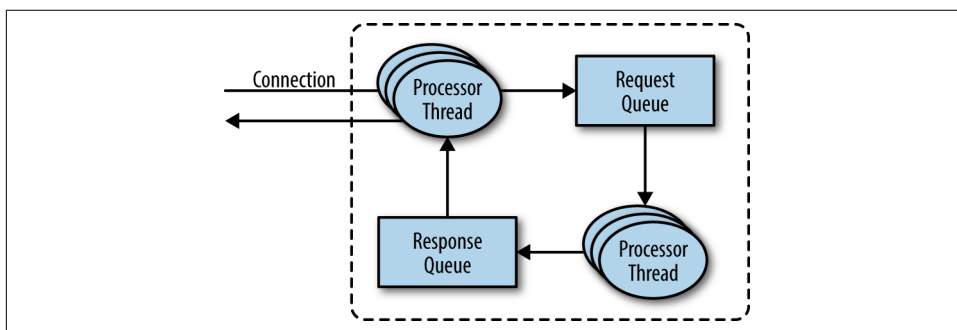 Connection
Processor
Thread
Request
Queue
Response
Queue
Processor
Thread